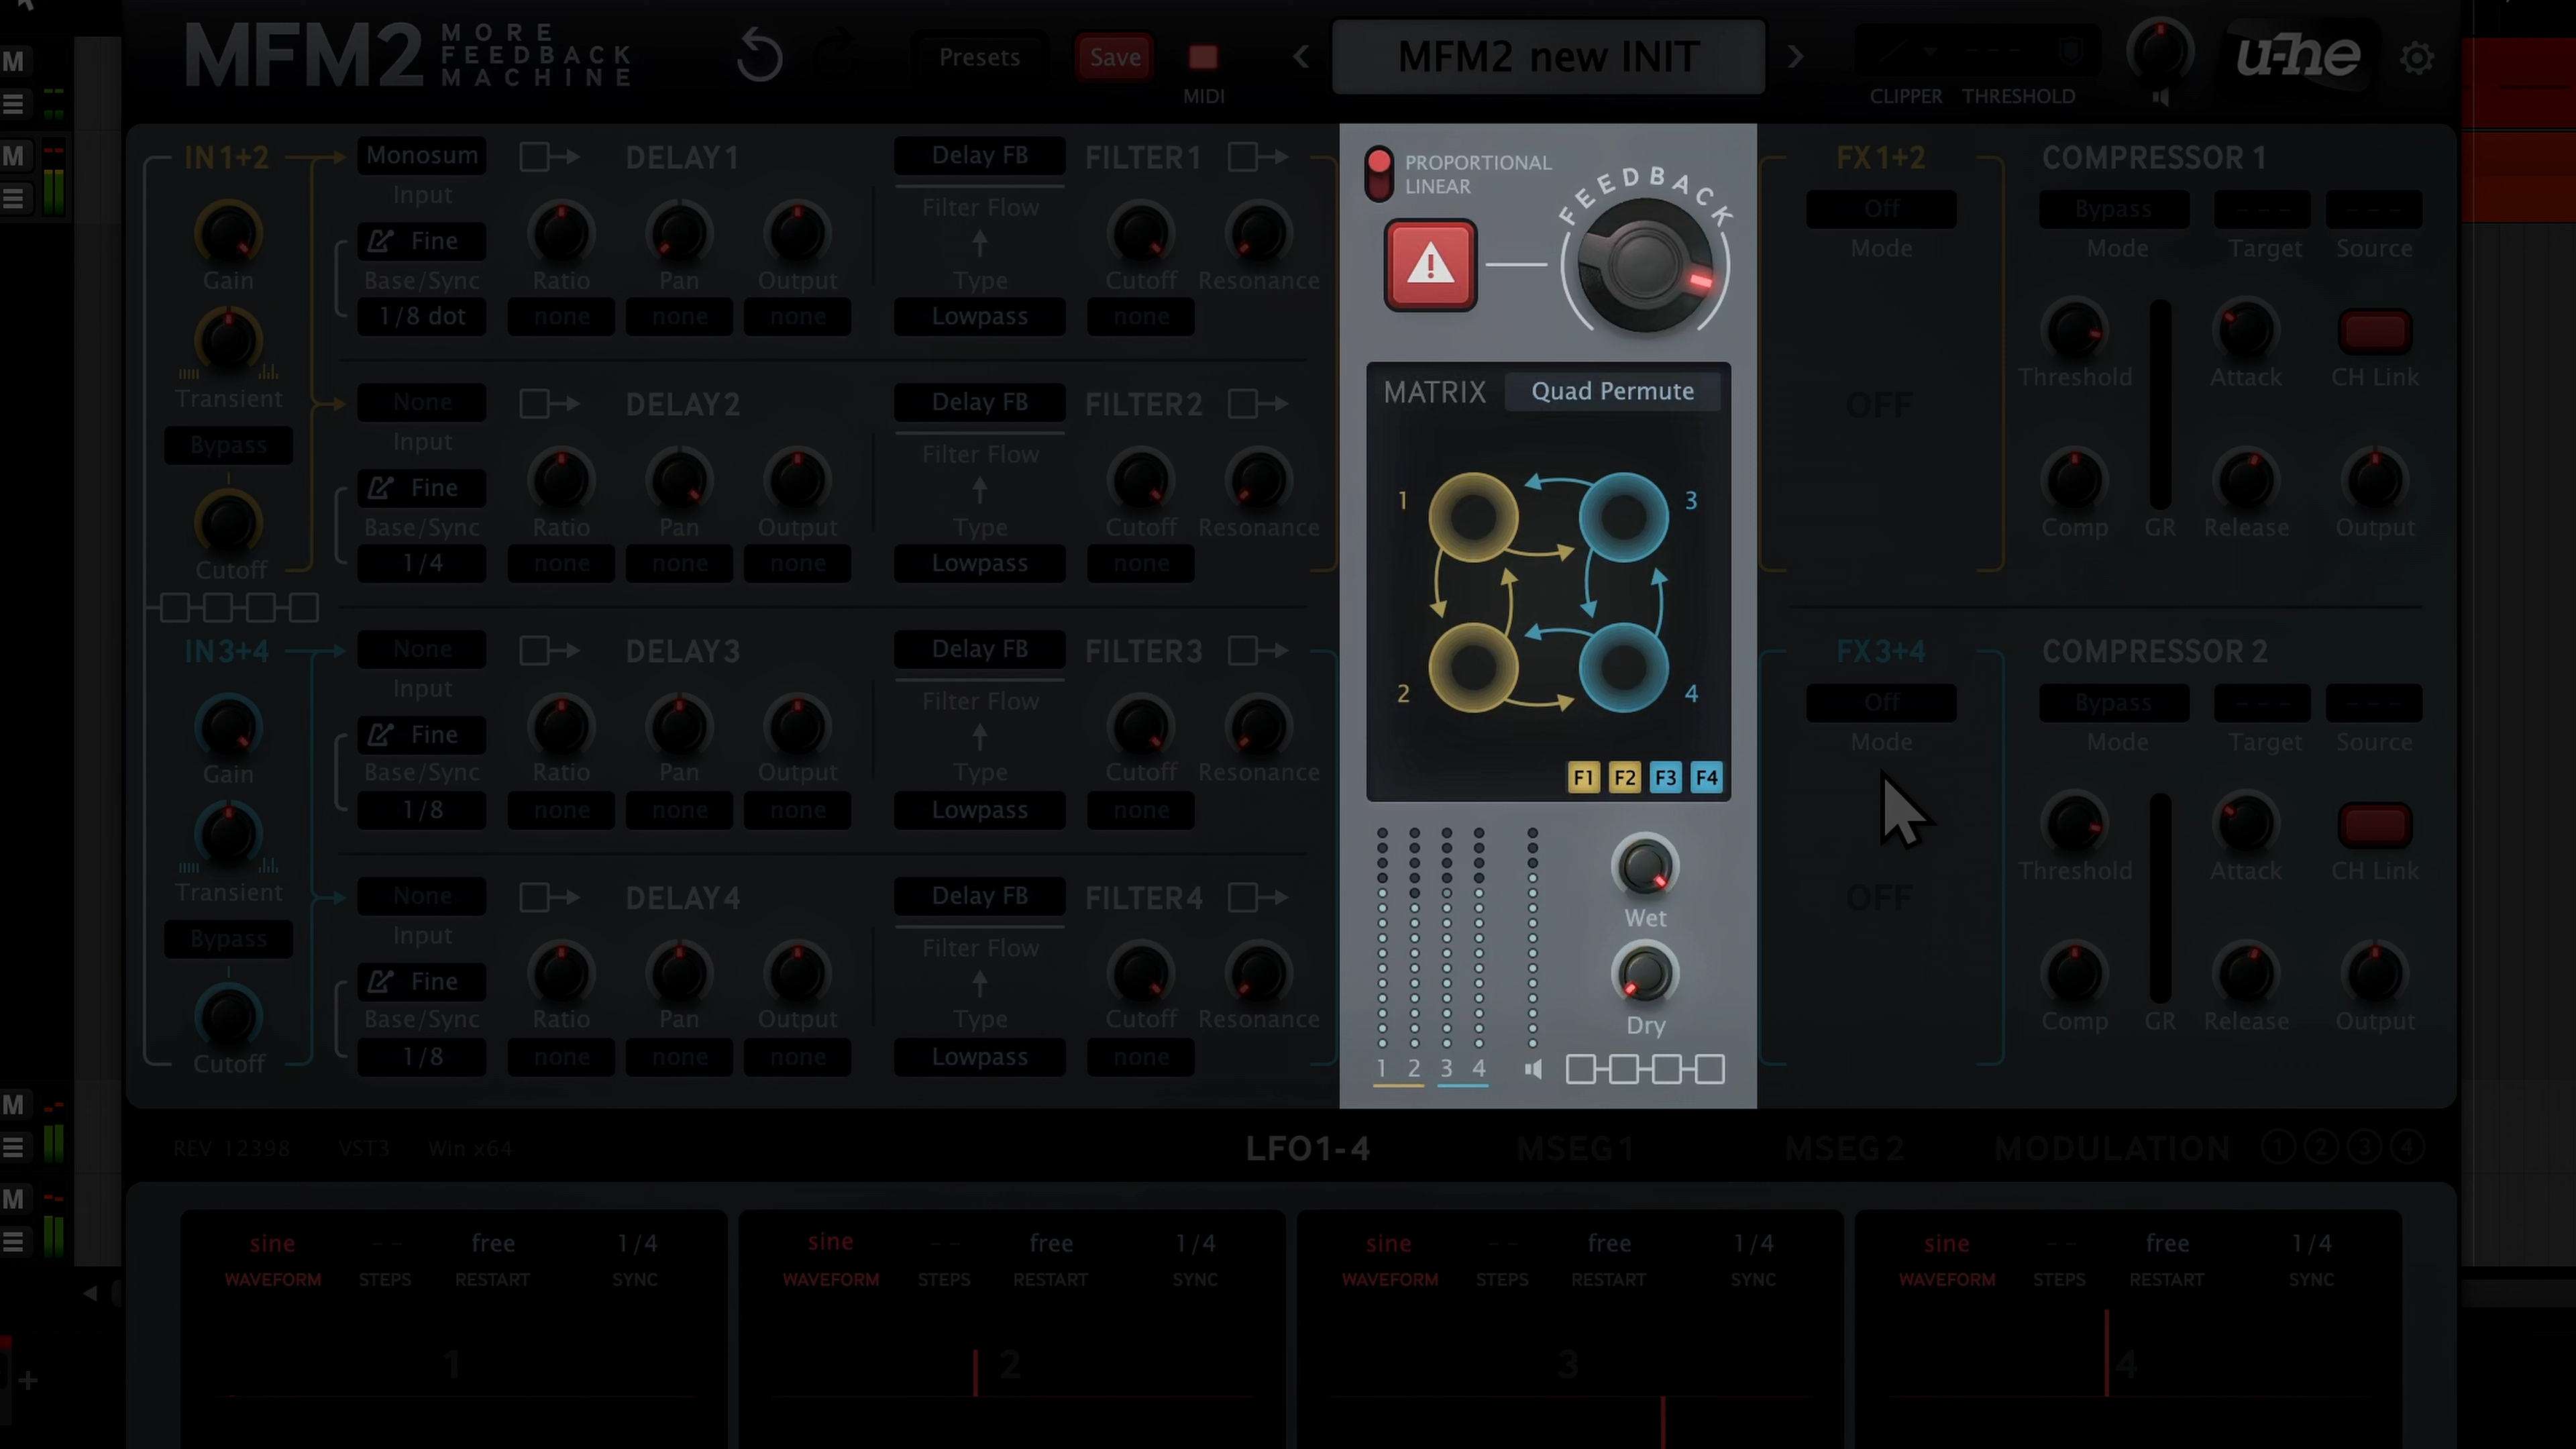 MFM2 MORE FEEDBACK MACHINE
Presets
Save
MIDI
MFM2 new INIT
CLIPPER THRESHOLD
u-he
M
M
IN1+2
Gain
Transient
Bypass
Cutoff
Monosum
Input
Fine
Base/Sync
1/8 dot
DELAY1
Ratio Pan Output
none none none
Delay FB
Filter Flow
Type
Lowpass
FILTER1
Cutoff Resonance
none
None
Input
Fine
Base/Sync
1/4
DELAY2
Ratio Pan Output
none none none
Delay FB
Filter Flow
Type
Lowpass
FILTER2
Cutoff Resonance
none
IN3+4
Gain
Transient
Bypass
Cutoff
None
Input
Fine
Base/Sync
1/8
DELAY3
Ratio Pan Output
none none none
Delay FB
Filter Flow
Type
Lowpass
FILTER3
Cutoff Resonance
none
None
Input
Fine
Base/Sync
1/8
DELAY4
Ratio Pan Output
none none none
Delay FB
Filter Flow
Type
Lowpass
FILTER4
Cutoff Resonance
none
PROPORTIONAL
LINEAR
FEEDBACK
MATRIX Quad Permute
1 3
2 4
F1 F2 F3 F4
Wet
Dry
1 2 3 4
FX1+2
Off
Mode
OFF
COMPRESSOR 1
Bypass --- ---
Mode Target Source
Threshold Attack CH Link
Comp GR Release Output
FX3+4
Off
Mode
OFF
COMPRESSOR 2
Bypass --- ---
Mode Target Source
Threshold Attack CH Link
Comp GR Release Output
M
M
REV 12398 VST3 Win x64
LFO1-4 MSEG1 MSEG2 MODULATION 1 2 3 4
sine -- free 1/4
WAVEFORM STEPS RESTART SYNC
1
sine -- free 1/4
WAVEFORM STEPS RESTART SYNC
2
sine -- free 1/4
WAVEFORM STEPS RESTART SYNC
3
sine -- free 1/4
WAVEFORM STEPS RESTART SYNC
4